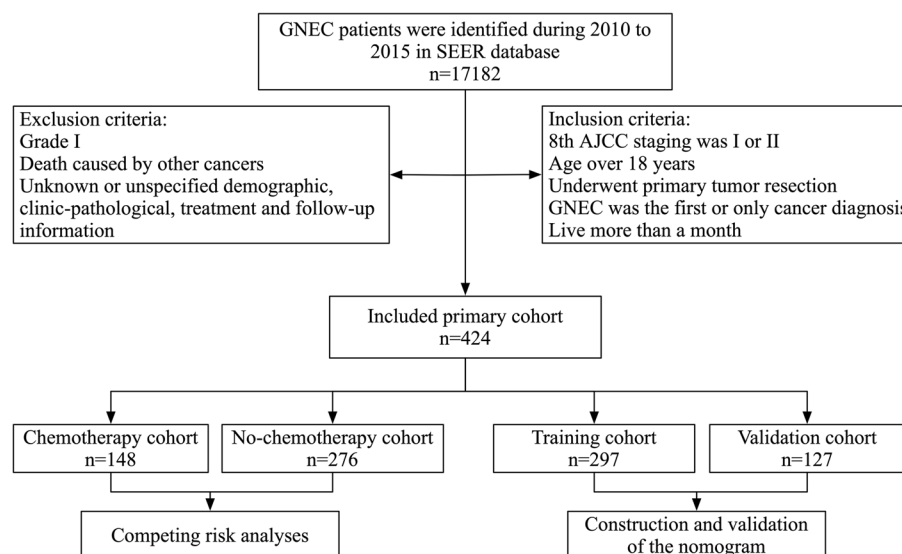 GNEC patients were identified during 2010 to
2015 in SEER database
n=17182
Exclusion criteria:
Grade I
Death caused by other cancers
Unknown or unspecified demographic,
clinic-pathological, treatment and follow-up
information
Inclusion criteria:
8th AJCC staging was I or II
Age over 18 years
Underwent primary tumor resection
GNEC was the first or only cancer diagnosis
Live more than a month
Included primary cohort
n=424
Chemotherapy cohort
n=148
No-chemotherapy cohort
n=276
Training cohort
n=297
Validation cohort
n=127
Competing risk analyses
Construction and validation
of the nomogram